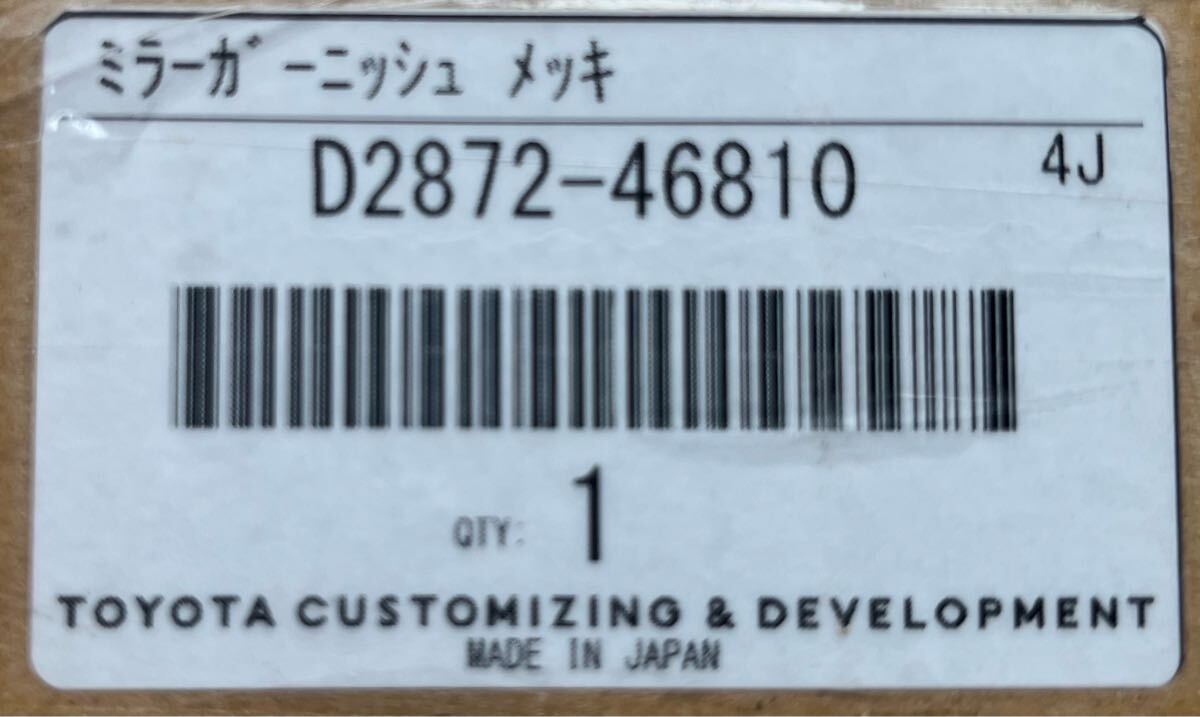 ﾐﾗｰｶﾞｰﾆｯｼｭ ﾒｯｷ
D2872-46810
4J
QTY: 1
TOYOTA CUSTOMIZING & DEVELOPMENT
MADE IN JAPAN